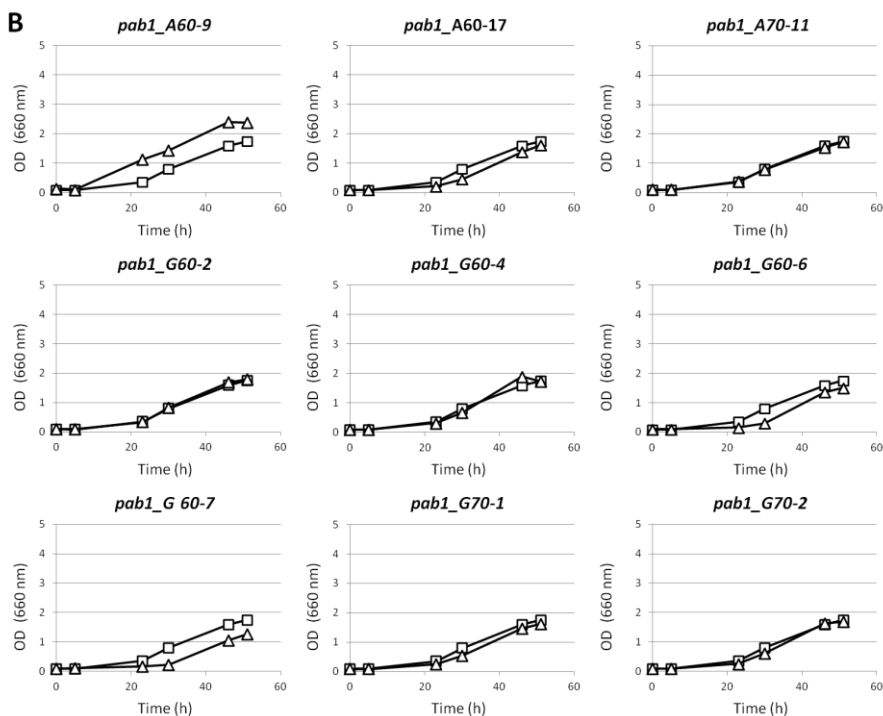 B
pab1_A60-9
pab1_A60-17
pab1_A70-11
OD (660 nm)
5
4
3
2
1
0
0 20 40 60
Time (h)
OD (660 nm)
5
4
3
2
1
0
0 20 40 60
Time (h)
OD (660 nm)
5
4
3
2
1
0
0 20 40 60
Time (h)
pab1_G60-2
pab1_G60-4
pab1_G60-6
OD (660 nm)
5
4
3
2
1
0
0 20 40 60
Time (h)
OD (660 nm)
5
4
3
2
1
0
0 20 40 60
Time (h)
OD (660 nm)
5
4
3
2
1
0
0 20 40 60
Time (h)
pab1_G 60-7
pab1_G70-1
pab1_G70-2
OD (660 nm)
5
4
3
2
1
0
0 20 40 60
Time (h)
OD (660 nm)
5
4
3
2
1
0
0 20 40 60
Time (h)
OD (660 nm)
5
4
3
2
1
0
0 20 40 60
Time (h)